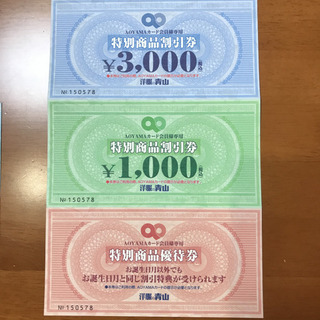 AOYAMAカード会員様専用
特別商品割引券
¥3,000
洋服の青山
№150578
AOYAMAカード会員様専用
特別商品割引券
¥1,000
洋服の青山
№150578
AOYAMAカード会員様専用
特別商品優待券
お誕生日月以外でも
お誕生日月と同じ割引特典が受けられます
洋服の青山
№150578